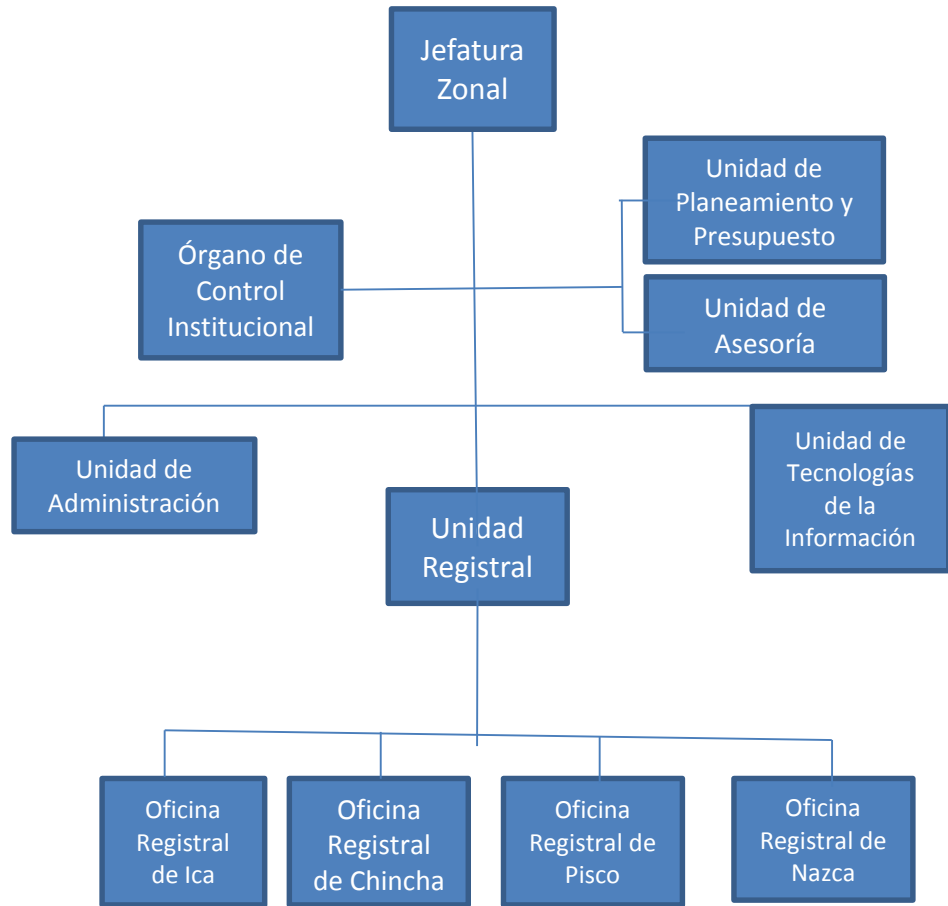 Jefatura
Zonal
Unidad de
Planeamiento y
Presupuesto
Órgano de
Control
Institucional
Unidad de
Asesoría
Unidad de
Administración
Unidad de
Tecnologías
de la
Información
Unidad
Registral
Oficina
Registral
de Ica
Oficina
Registral
de Chincha
Oficina
Registral de
Pisco
Oficina
Registral de
Nazca